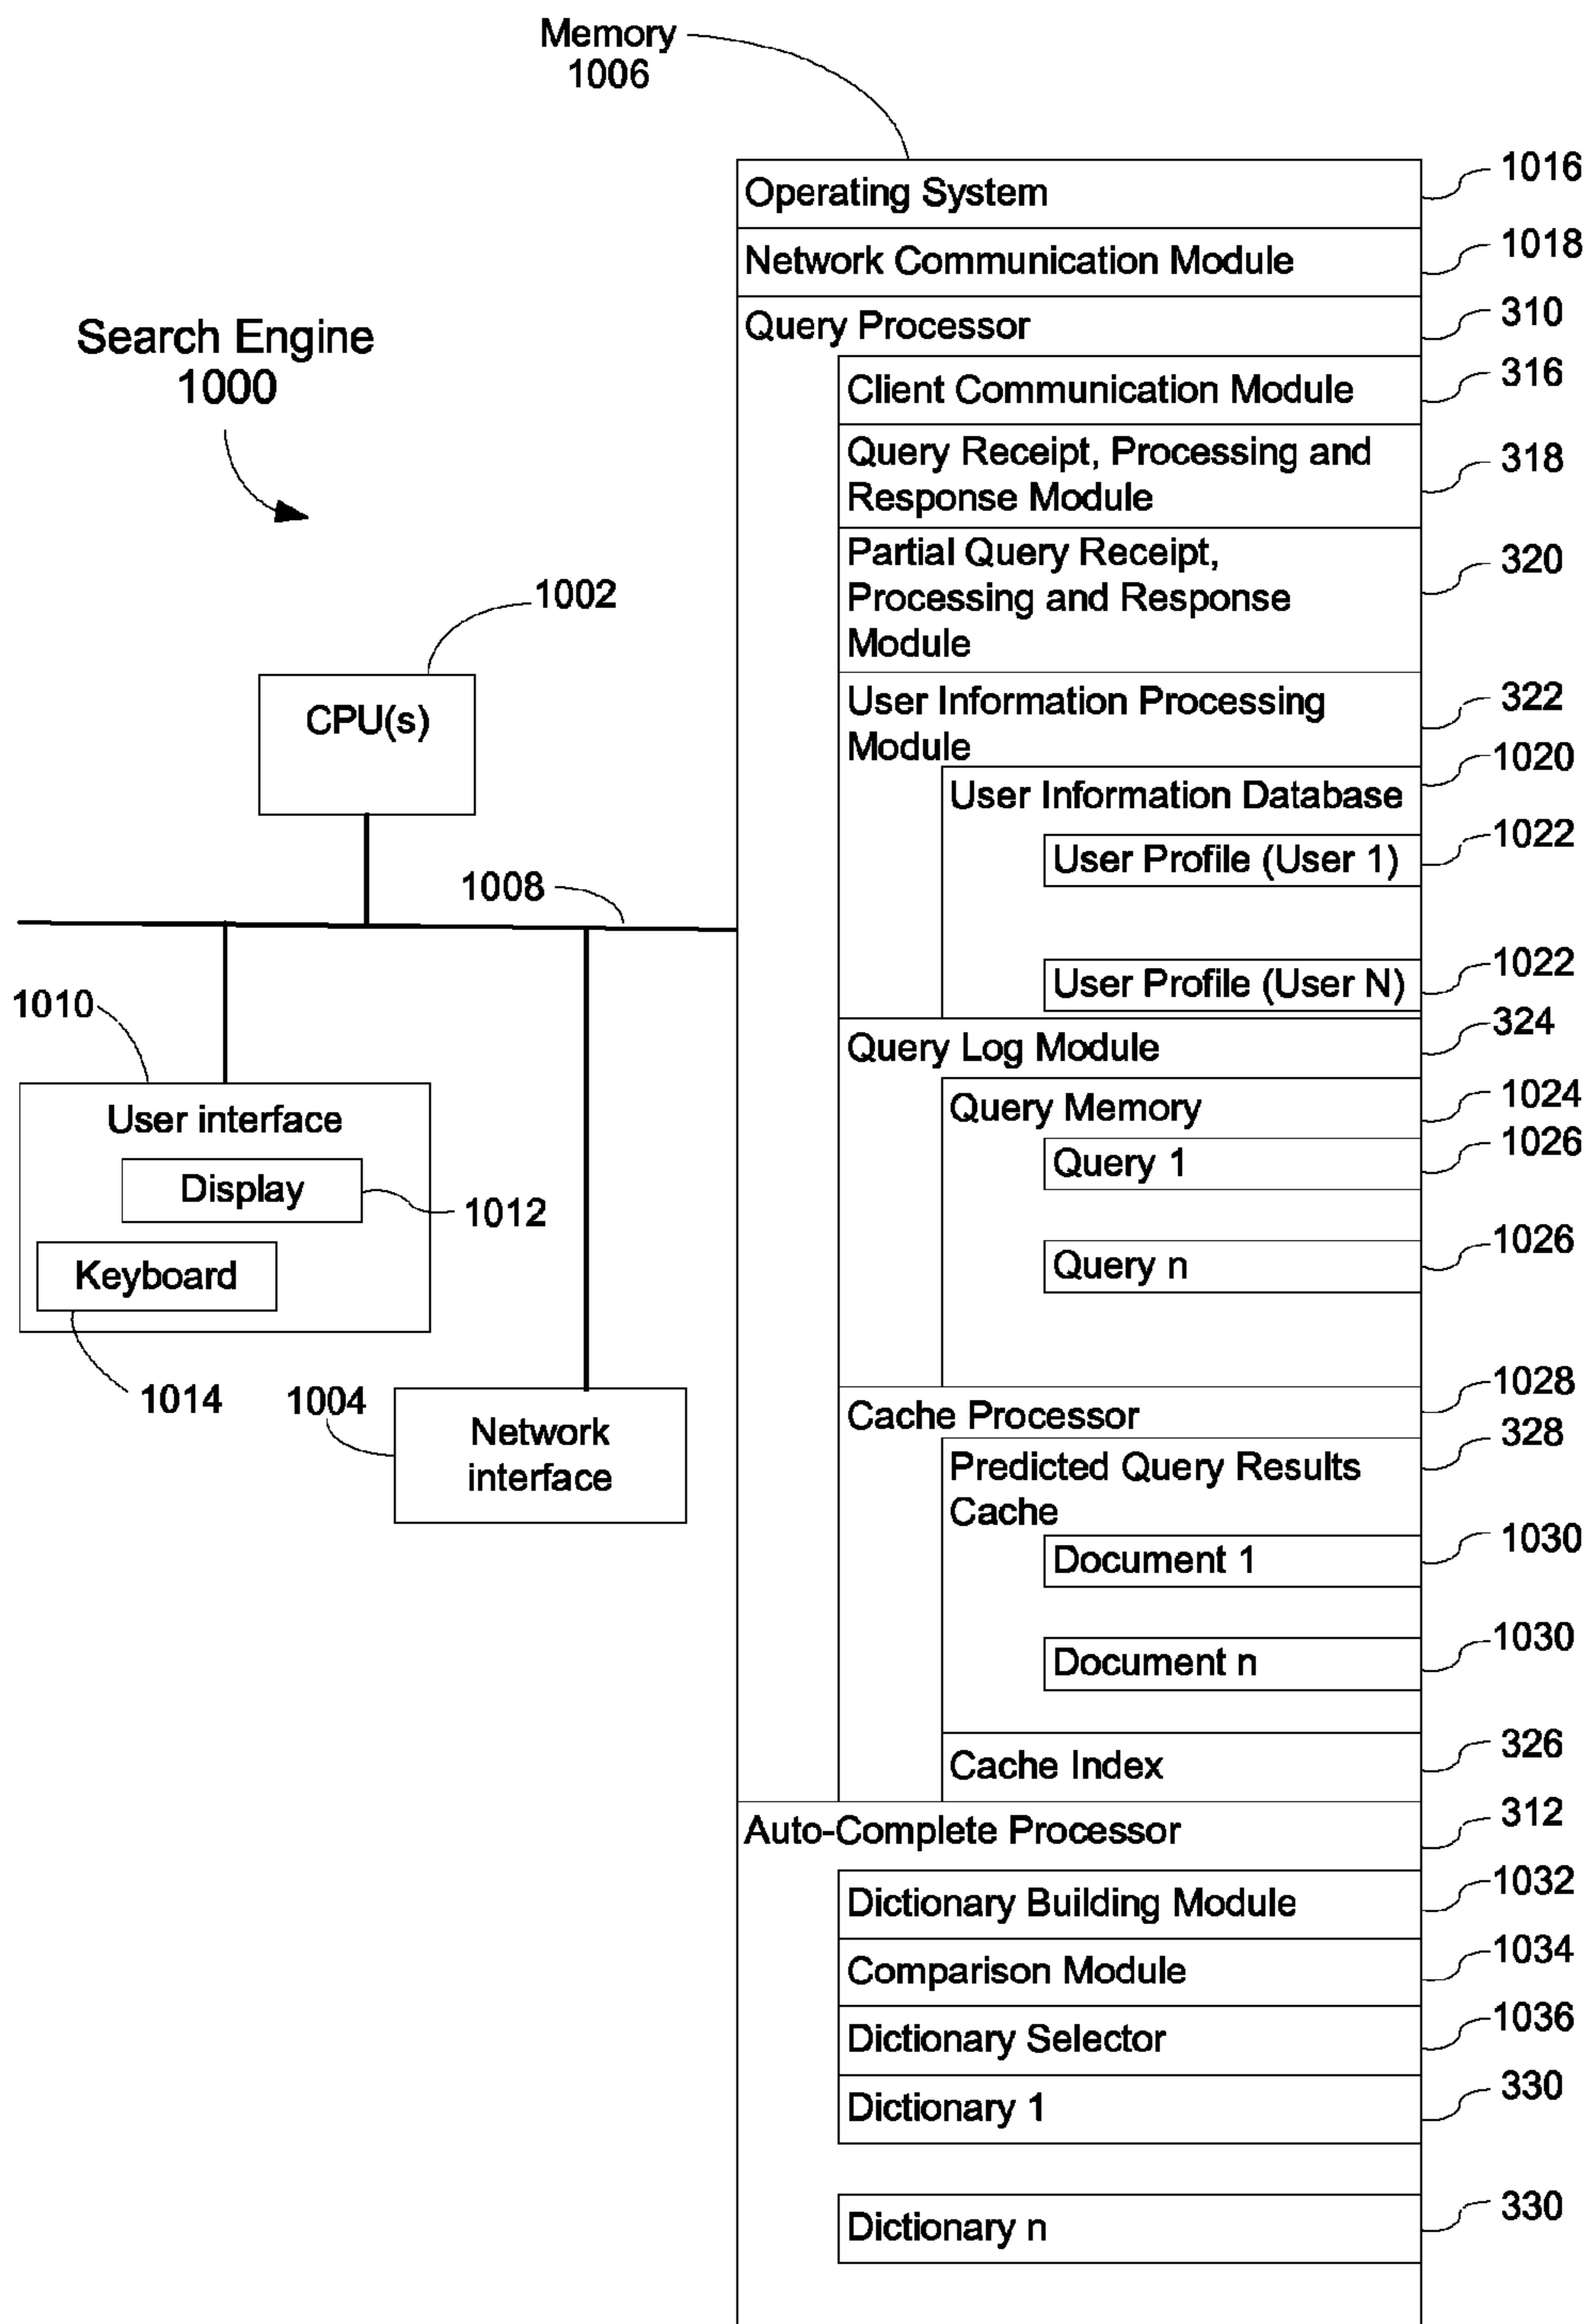 Memory
1006
Operating System
1016
Network Communication Module
1018
Search Engine
1000
Query Processor
310
Client Communication Module
316
Query Receipt, Processing and
Response Module
318
Partial Query Receipt,
Processing and Response
Module
320
1002
CPU(s)
User Information Processing
Module
322
User Information Database
1020
User Profile (User 1)
1022
1008
User Profile (User N)
1022
1010
Query Log Module
324
User interface
Query Memory
1024
Query 1
1026
Display
1012
Query n
1026
Keyboard
1014
1004
Network
interface
Cache Processor
1028
Predicted Query Results
Cache
328
Document 1
1030
Document n
1030
Cache Index
326
Auto-Complete Processor
312
Dictionary Building Module
1032
Comparison Module
1034
Dictionary Selector
1036
Dictionary 1
330
Dictionary n
330